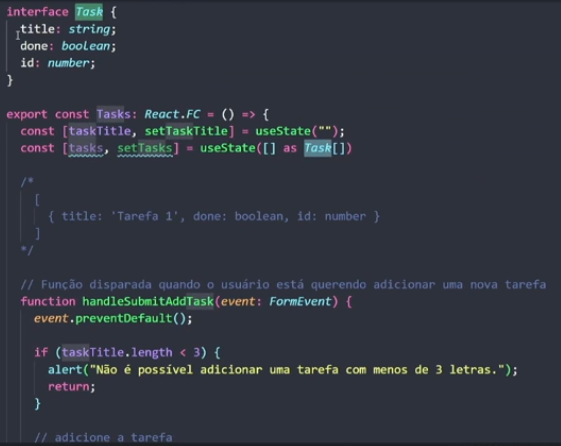 interface Task {
title: string;
done: boolean;
id: number;
}
export const Tasks: React.FC = () => {
const [taskTitle, setTaskTitle] = useState("");
const [tasks, setTasks] = useState([] as Task[])
/*
[
{ title: 'Tarefa 1', done: boolean, id: number }
]
*/
// Função disparada quando o usuário está querendo adicionar uma nova tarefa
function handleSubmitAddTask(event: FormEvent) {
event.preventDefault();
if (taskTitle.length < 3) {
alert("Não é possível adicionar uma tarefa com menos de 3 letras.");
return;
}
// adicione a tarefa